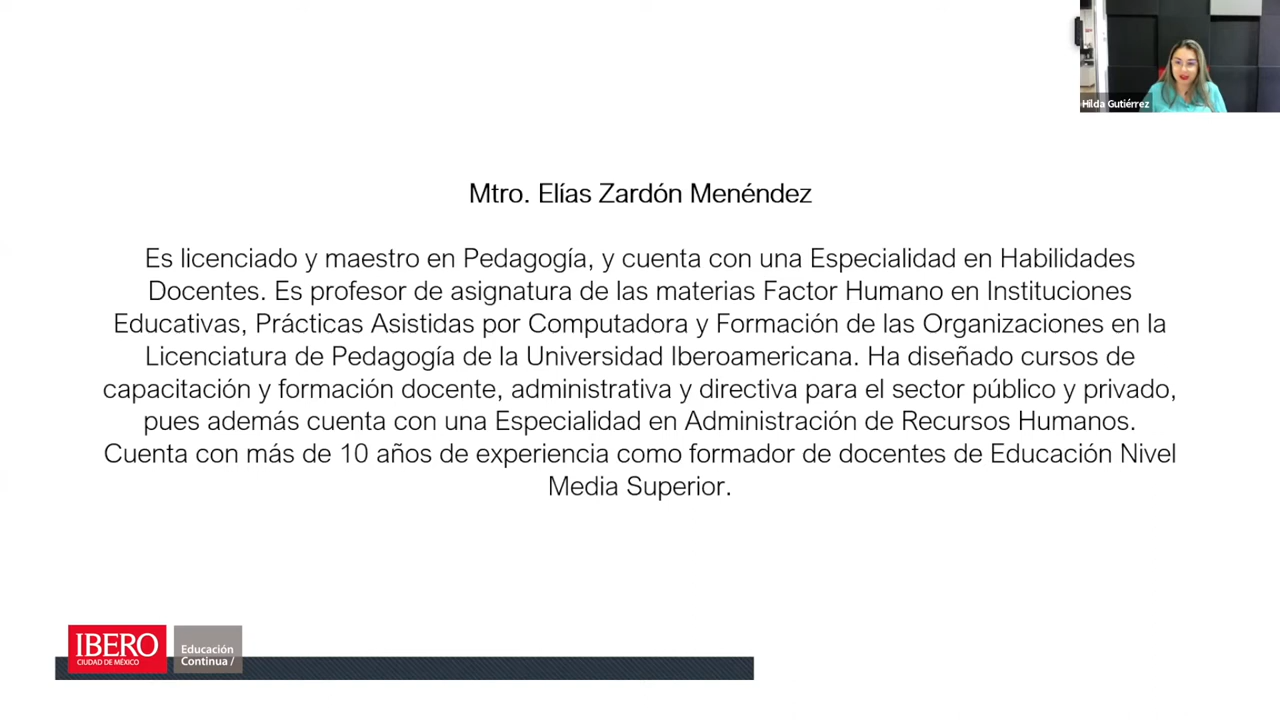 Hilda Gutiérrez
Mtro. Elías Zardón Menéndez
Es licenciado y maestro en Pedagogía, y cuenta con una Especialidad en Habilidades
Docentes. Es profesor de asignatura de las materias Factor Humano en Instituciones
Educativas, Prácticas Asistidas por Computadora y Formación de las Organizaciones en la
Licenciatura de Pedagogía de la Universidad Iberoamericana. Ha diseñado cursos de
capacitación y formación docente, administrativa y directiva para el sector público y privado,
pues además cuenta con una Especialidad en Administración de Recursos Humanos.
Cuenta con más de 10 años de experiencia como formador de docentes de Educación Nivel
Media Superior.
IBERO
CIUDAD DE MÉXICO
Educación
Continua /